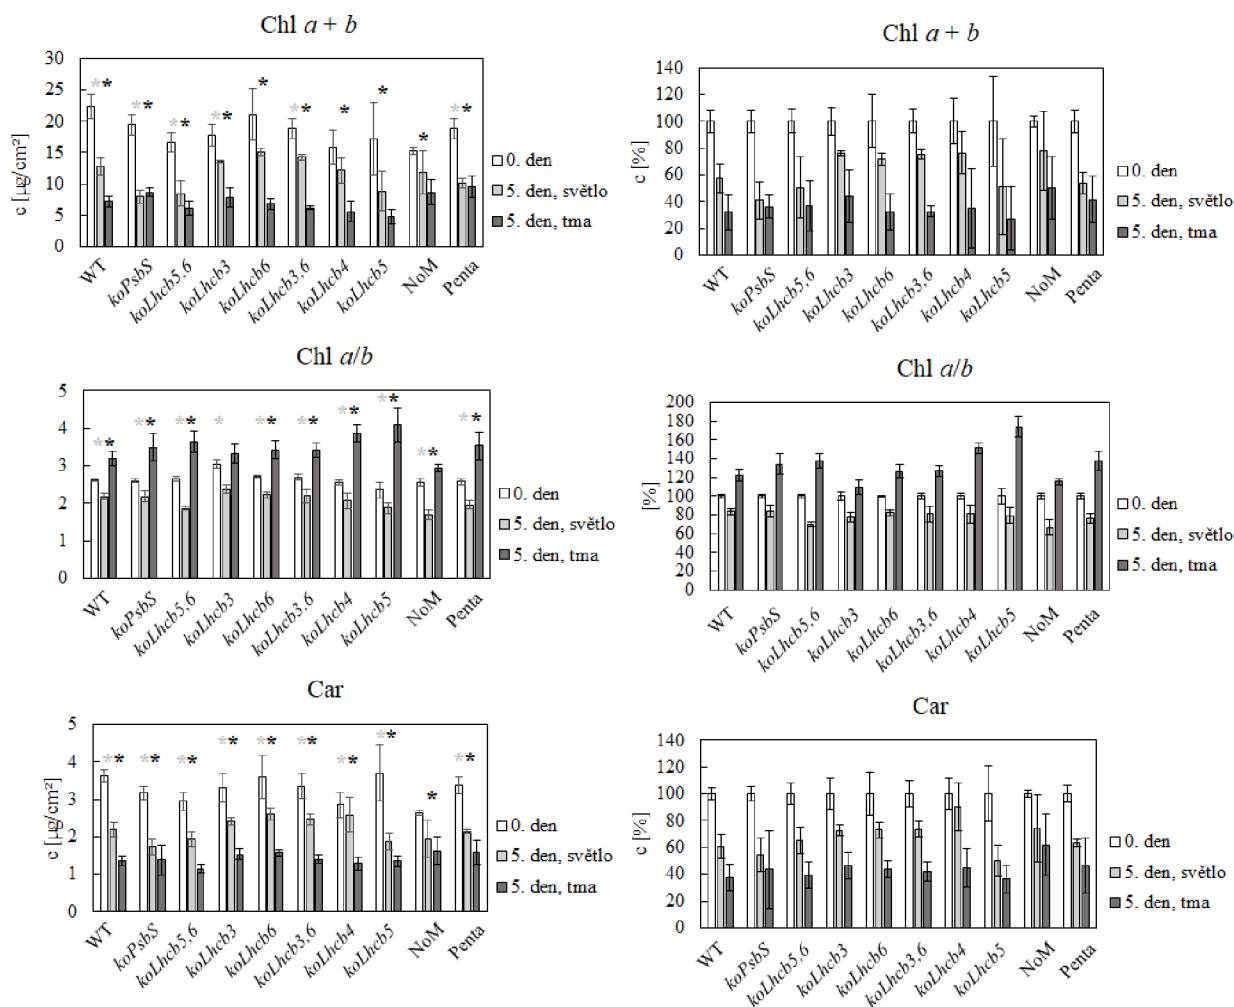 Chl a + b
30
25
20
15
10
5
0
c [µg/cm²]
* * * * * * * * * * * * * * *
0. den
5. den, světlo
5. den, tma
WT koPsbS koLhcb5,6 koLhcb3 koLhcb6 koLhcb3,6 koLhcb4 koLhcb5 NoM Penta
Chl a + b
140
120
100
80
60
40
20
0
c [%]
0. den
5. den, světlo
5. den, tma
WT koPsbS koLhcb5,6 koLhcb3 koLhcb6 koLhcb3,6 koLhcb4 koLhcb5 NoM Penta
Chl a/b
5
4
3
2
1
0
* * * * * * * * * * * * * * * * * * *
0. den
5. den, světlo
5. den, tma
WT koPsbS koLhcb5,6 koLhcb3 koLhcb6 koLhcb3,6 koLhcb4 koLhcb5 NoM Penta
Chl a/b
200
180
160
140
120
100
80
60
40
20
0
[%]
0. den
5. den, světlo
5. den, tma
WT koPsbS koLhcb5,6 koLhcb3 koLhcb6 koLhcb3,6 koLhcb4 koLhcb5 NoM Penta
Car
5
4
3
2
1
0
c [µg/cm²]
* * * * * * * * * * * * * * * * * * *
0. den
5. den, světlo
5. den, tma
WT koPsbS koLhcb5,6 koLhcb3 koLhcb6 koLhcb3,6 koLhcb4 koLhcb5 NoM Penta
Car
140
120
100
80
60
40
20
0
c [%]
0. den
5. den, světlo
5. den, tma
WT koPsbS koLhcb5,6 koLhcb3 koLhcb6 koLhcb3,6 koLhcb4 koLhcb5 NoM Penta